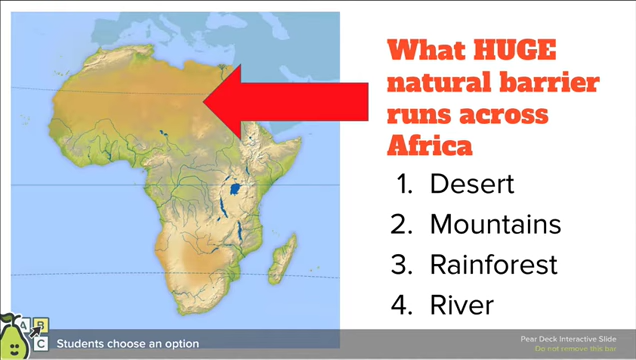 What HUGE
natural barrier
runs across
Africa
1. Desert
2. Mountains
3. Rainforest
4. River
A B
C
Students choose an option
Pear Deck Interactive Slide
Do not remove this bar